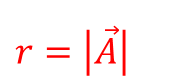 r = |A⃗|